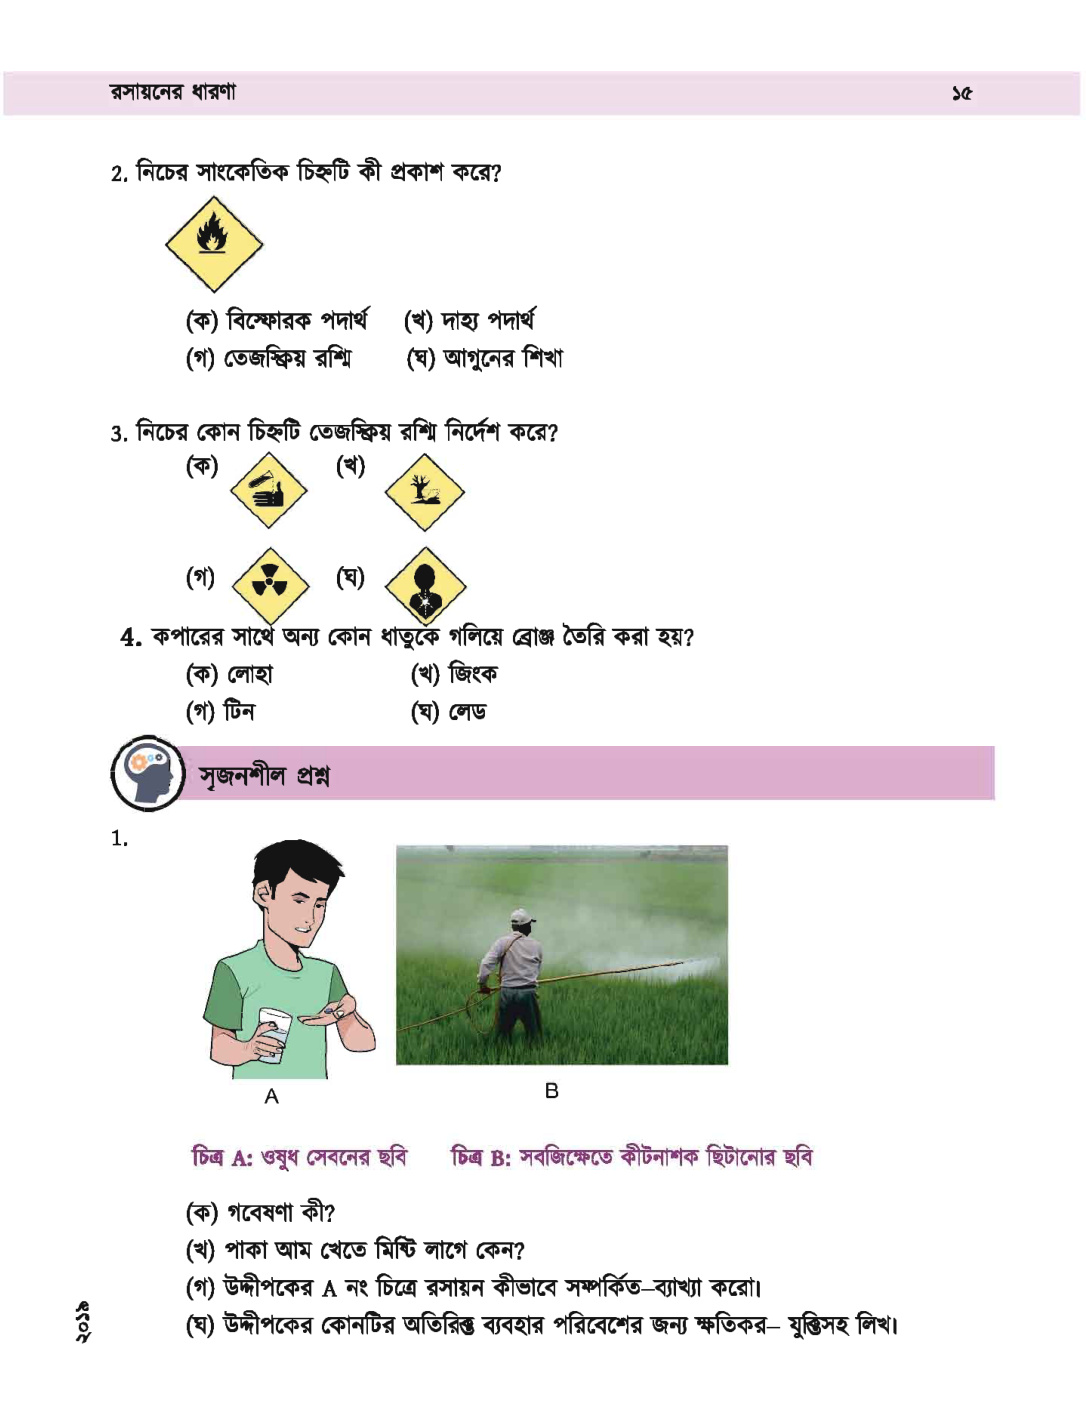 রসায়নের ধারণা ১৫
2. নিচের সাংকেতিক চিহ্নটি কী প্রকাশ করে?
(ক) বিস্ফোরক পদার্থ (খ) দাহ্য পদার্থ
(গ) তেজস্ক্রিয় রশ্মি (ঘ) আগুনের শিখা
3. নিচের কোন চিহ্নটি তেজস্ক্রিয় রশ্মি নির্দেশ করে?
(ক) (খ)
(গ) (ঘ)
4. কপারের সাথে অন্য কোন ধাতুকে গলিয়ে ব্রোঞ্জ তৈরি করা হয়?
(ক) লোহা (খ) জিংক
(গ) টিন (ঘ) লেড
সৃজনশীল প্রশ্ন
1.
A B
চিত্র A: ওষুধ সেবনের ছবি চিত্র B: সবজিক্ষেতে কীটনাশক ছিটানোর ছবি
(ক) গবেষণা কী?
(খ) পাকা আম খেতে মিষ্টি লাগে কেন?
(গ) উদ্দীপকের A নং চিত্রে রসায়ন কীভাবে সম্পর্কিত–ব্যাখ্যা করো।
(ঘ) উদ্দীপকের কোনটির অতিরিক্ত ব্যবহার পরিবেশের জন্য ক্ষতিকর– যুক্তিসহ লিখ।
২০১৯